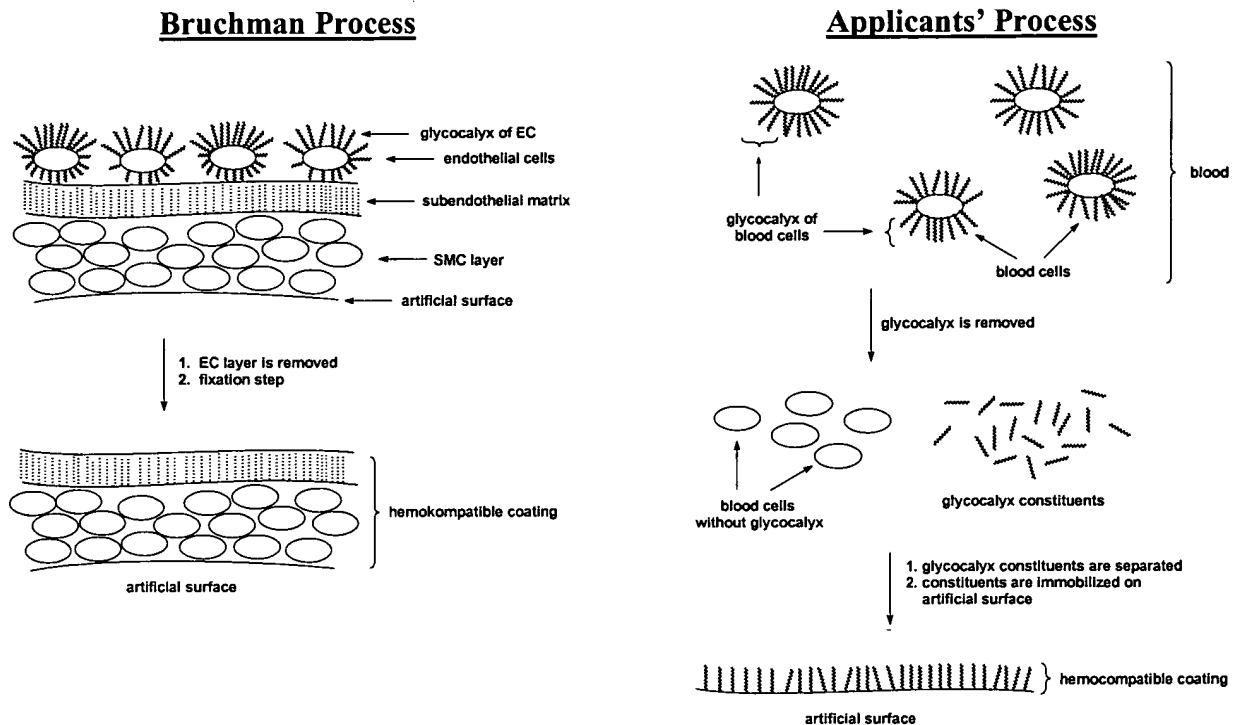 Bruchman Process
glycocalyx of EC
endothelial cells
subendothelial matrix
SMC layer
artificial surface
1. EC layer is removed
2. fixation step
hemokompatible coating
artificial surface
Applicants' Process
blood
glycocalyx of
blood cells
blood cells
glycocalyx is removed
blood cells
without glycocalyx
glycocalyx constituents
1. glycocalyx constituents are separated
2. constituents are immobilized on
artificial surface
hemocompatible coating
artificial surface